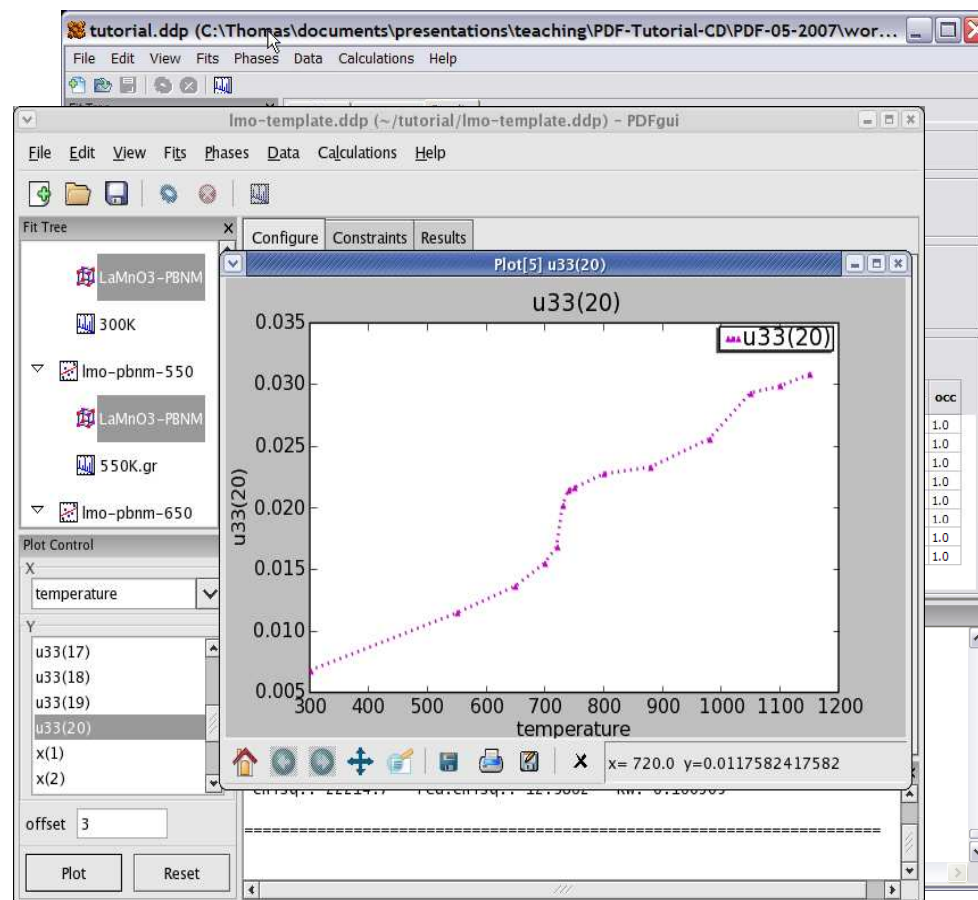 tutorial.ddp (C:\Thomas\documents\presentations\teaching\PDF-Tutorial-CD\PDF-05-2007\wor...
File Edit View Fits Phases Data Calculations Help
lmo-template.ddp (~/tutorial/lmo-template.ddp) - PDFgui
File Edit View Fits Phases Data Calculations Help
Fit Tree
Configure Constraints Results
LaMnO3-PBNM
300K
lmo-pbnm-550
LaMnO3-PBNM
550K.gr
lmo-pbnm-650
Plot Control
X
temperature
Y
u33(17)
u33(18)
u33(19)
u33(20)
x(1)
x(2)
offset 3
Plot Reset
Plot[5] u33(20)
u33(20)
u33(20)
0.035
0.030
0.025
0.020
0.015
0.010
0.005
u33(20)
300 400 500 600 700 800 900 1000 1100 1200
temperature
x= 720.0 y=0.0117582417582
==========================================================================
occ
1.0
1.0
1.0
1.0
1.0
1.0
1.0
1.0